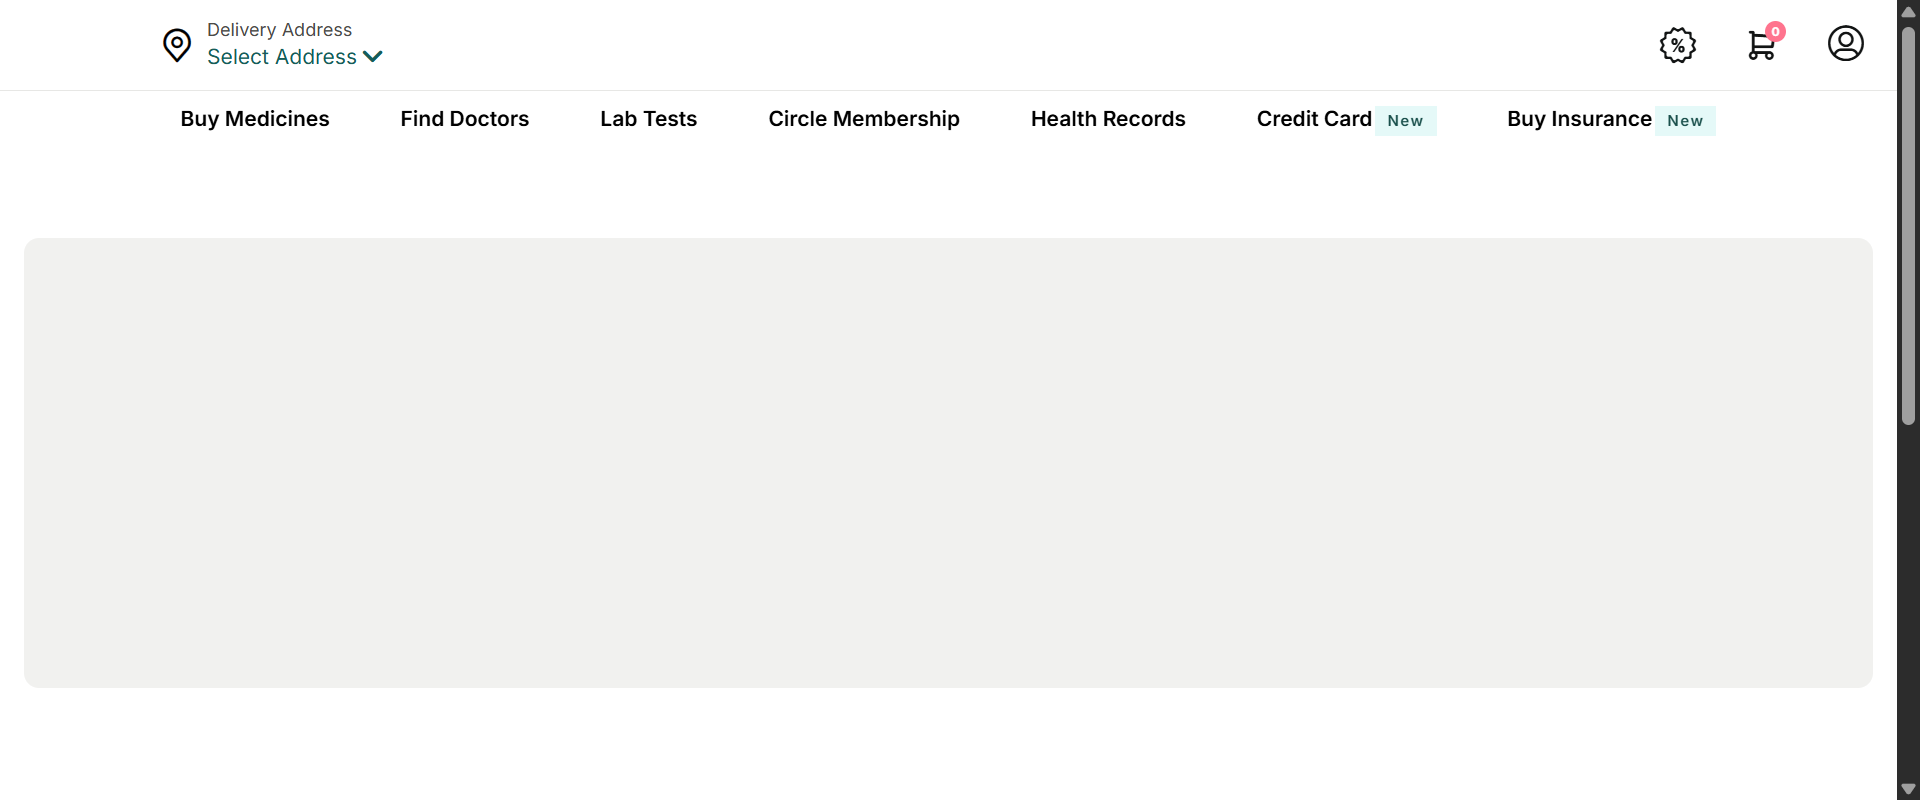 Delivery Address
Select Address
%
0
Buy Medicines
Find Doctors
Lab Tests
Circle Membership
Health Records
Credit Card New
Buy Insurance New